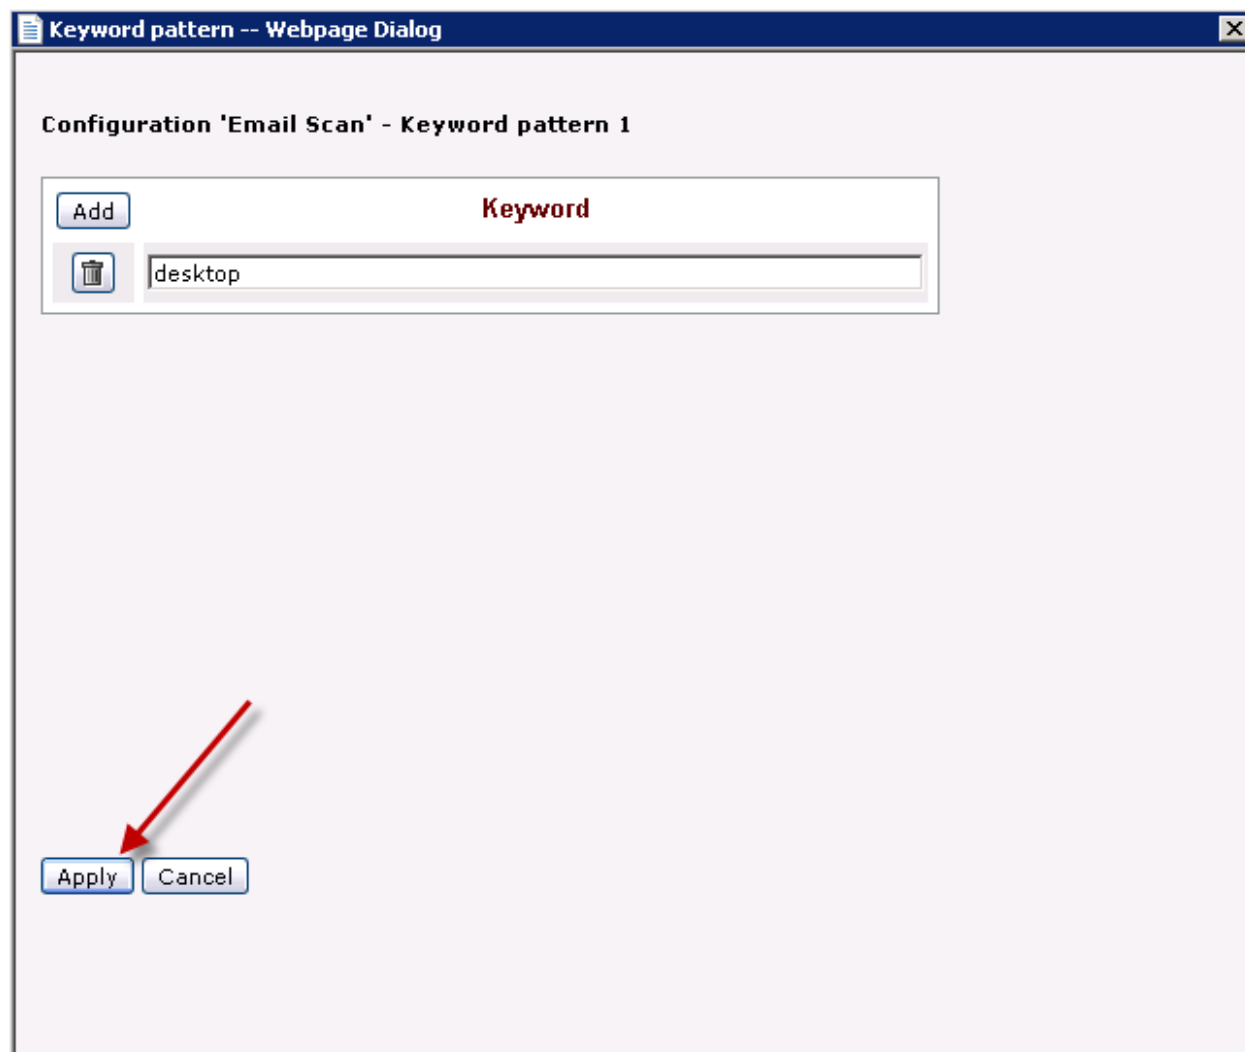 Keyword pattern -- Webpage Dialog
Configuration 'Email Scan' - Keyword pattern 1
Add Keyword
desktop
Apply Cancel